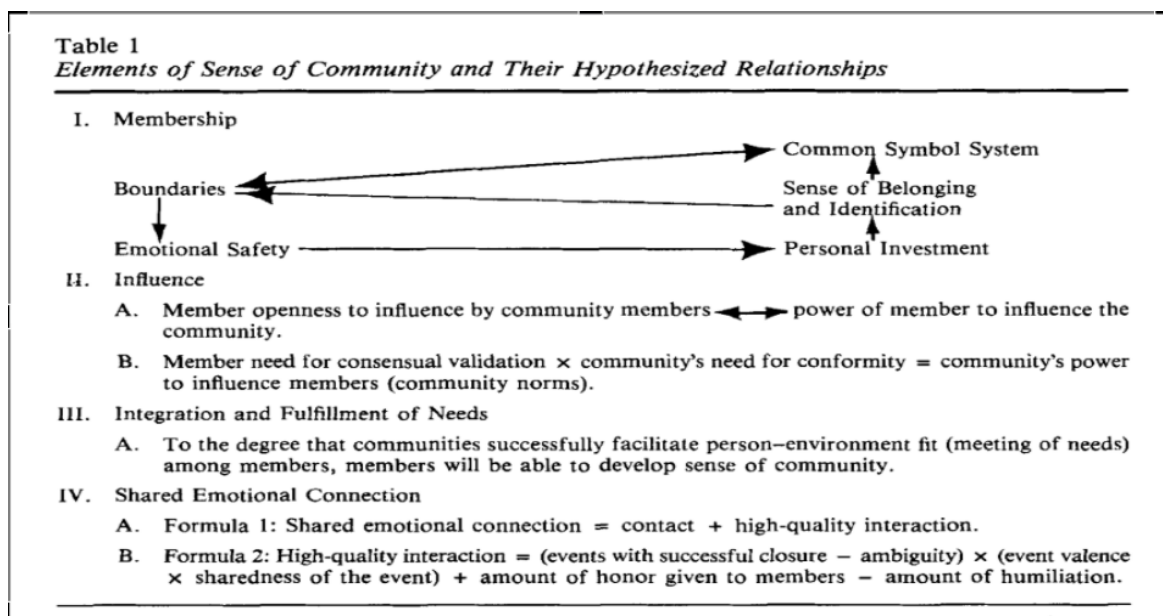 Table 1
Elements of Sense of Community and Their Hypothesized Relationships
I. Membership
Common Symbol System
Boundaries
Sense of Belonging
and Identification
Emotional Safety
Personal Investment
II. Influence
A. Member openness to influence by community members ↔ power of member to influence the
community.
B. Member need for consensual validation × community's need for conformity = community's power
to influence members (community norms).
III. Integration and Fulfillment of Needs
A. To the degree that communities successfully facilitate person–environment fit (meeting of needs)
among members, members will be able to develop sense of community.
IV. Shared Emotional Connection
A. Formula 1: Shared emotional connection = contact + high-quality interaction.
B. Formula 2: High-quality interaction = (events with successful closure − ambiguity) × (event valence
× sharedness of the event) + amount of honor given to members − amount of humiliation.